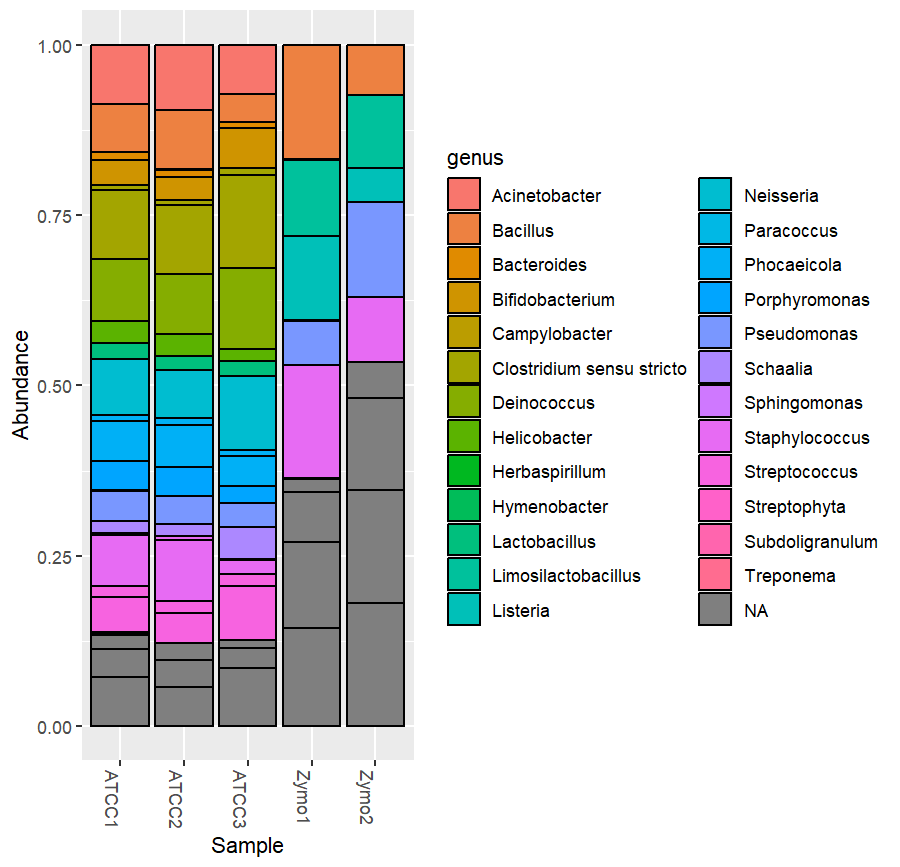 1.00
0.75
0.50
0.25
0.00
Abundance
ATCC1
ATCC2
ATCC3
Zymo1
Zymo2
Sample
genus
Acinetobacter
Bacillus
Bacteroides
Bifidobacterium
Campylobacter
Clostridium sensu stricto
Deinococcus
Helicobacter
Herbaspirillum
Hymenobacter
Lactobacillus
Limosilactobacillus
Listeria
Neisseria
Paracoccus
Phocaeicola
Porphyromonas
Pseudomonas
Schaalia
Sphingomonas
Staphylococcus
Streptococcus
Streptophyta
Subdoligranulum
Treponema
NA